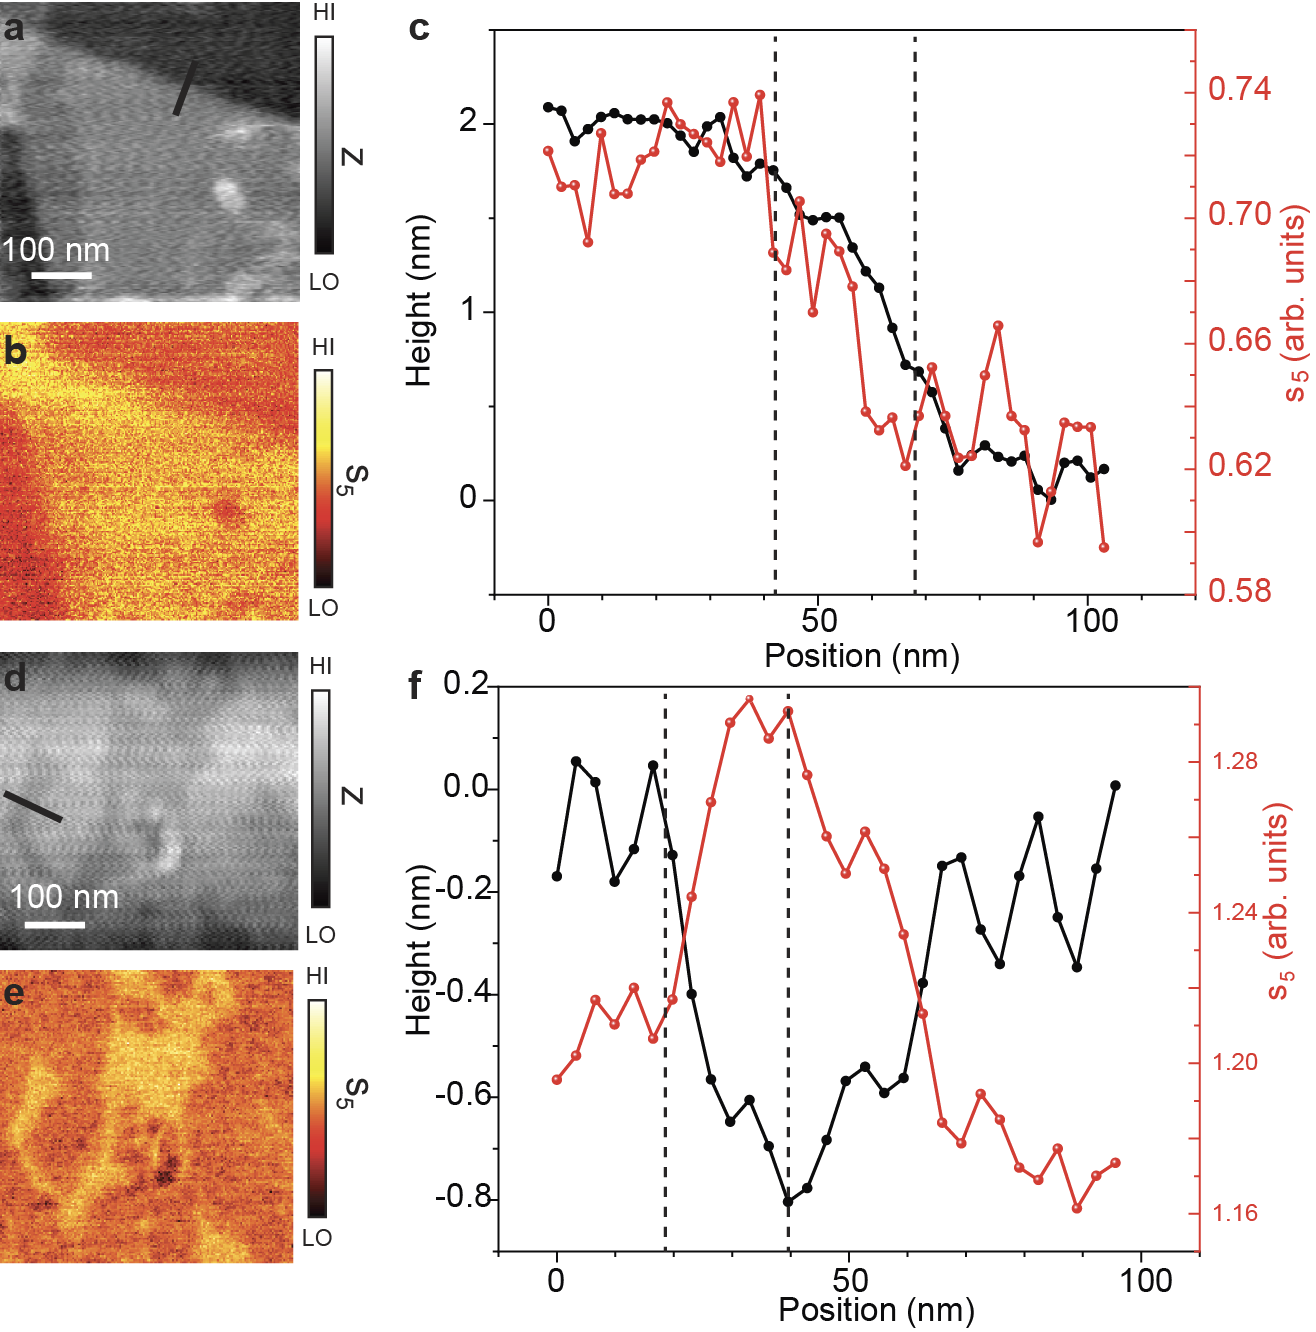 a
HI
Z
LO
100 nm
b
HI
s5
LO
c
Height (nm)
2
1
0
0
50
100
Position (nm)
0.74
0.70
0.66
0.62
0.58
s5 (arb. units)
d
HI
Z
LO
100 nm
e
HI
s5
LO
f
Height (nm)
0.2
0.0
-0.2
-0.4
-0.6
-0.8
0
50
100
Position (nm)
1.28
1.24
1.20
1.16
s5 (arb. units)